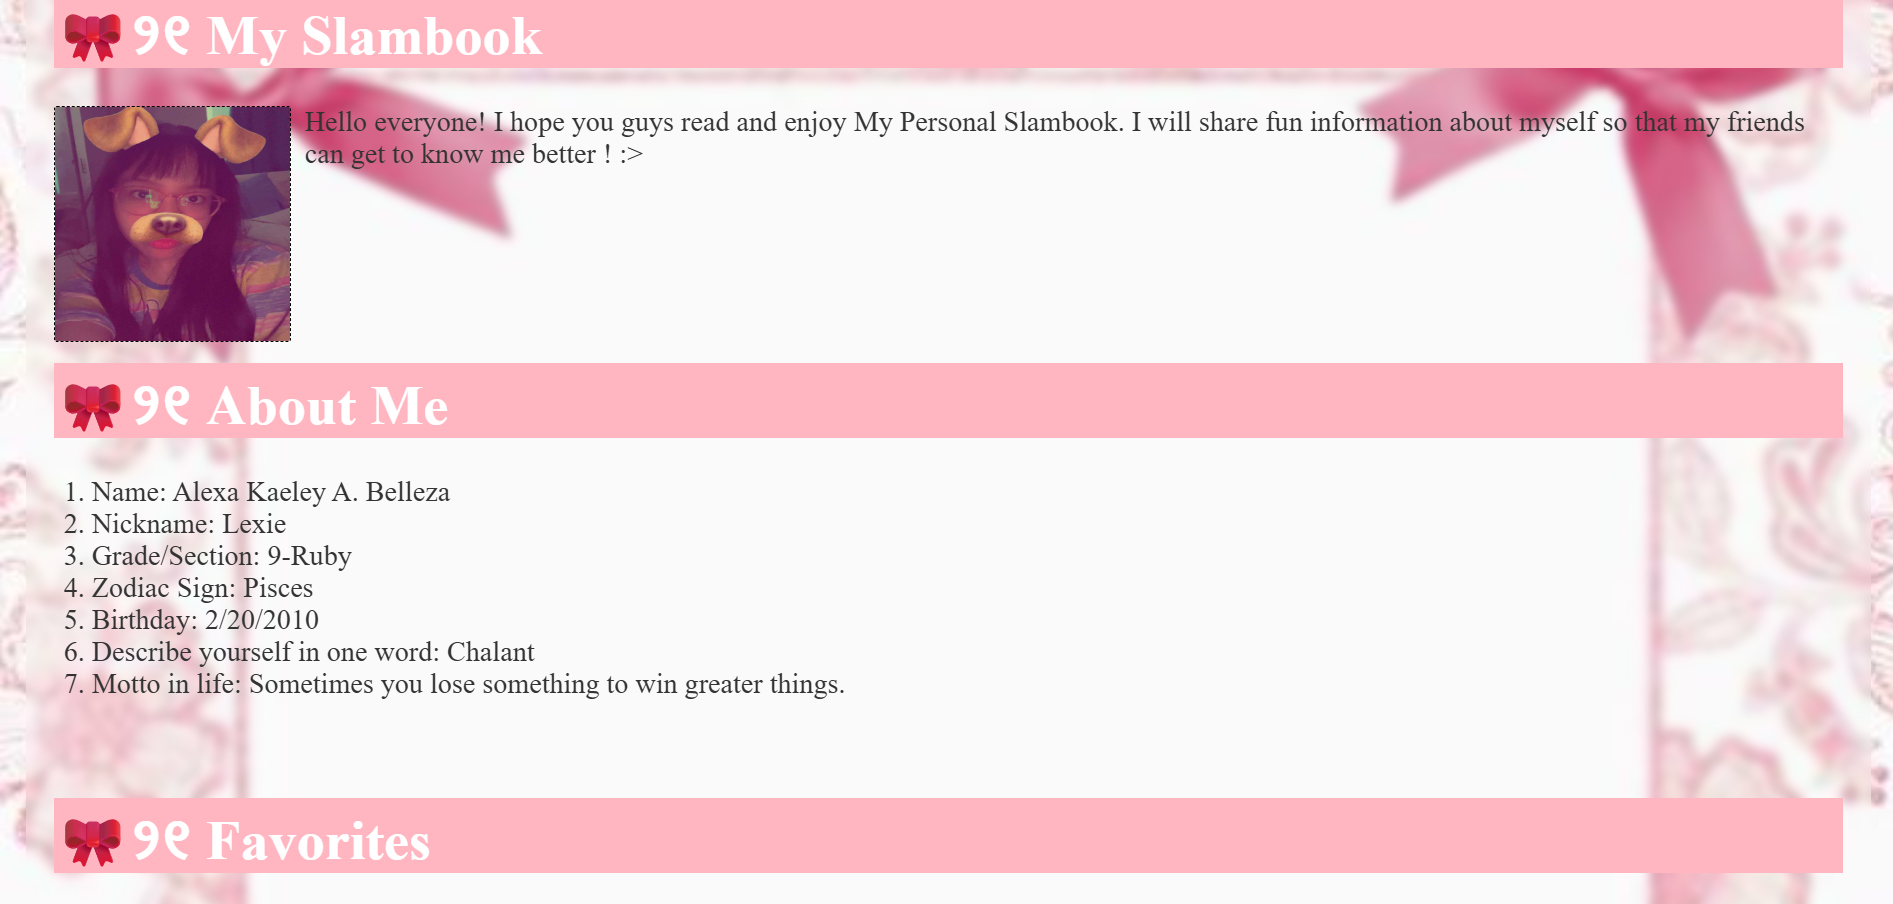 🎀 ୨୧ My Slambook
Hello everyone! I hope you guys read and enjoy My Personal Slambook. I will share fun information about myself so that my friends
can get to know me better ! :>
🎀 ୨୧ About Me
1. Name: Alexa Kaeley A. Belleza
2. Nickname: Lexie
3. Grade/Section: 9-Ruby
4. Zodiac Sign: Pisces
5. Birthday: 2/20/2010
6. Describe yourself in one word: Chalant
7. Motto in life: Sometimes you lose something to win greater things.
🎀 ୨୧ Favorites